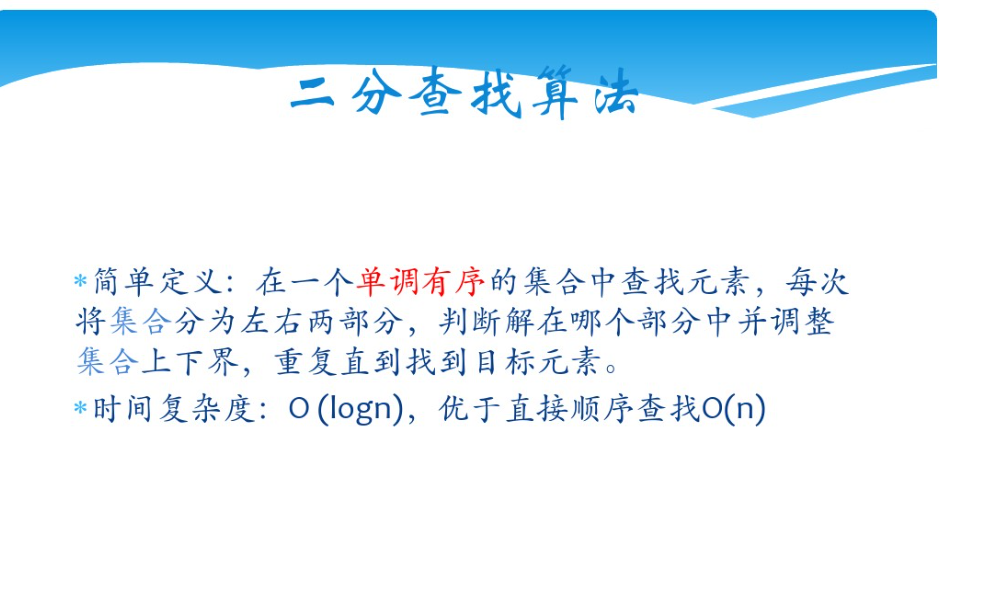 二分查找算法
*简单定义：在一个单调有序的集合中查找元素，每次
将集合分为左右两部分，判断解在哪个部分中并调整
集合上下界，重复直到找到目标元素。
*时间复杂度：O (logn)，优于直接顺序查找O(n)